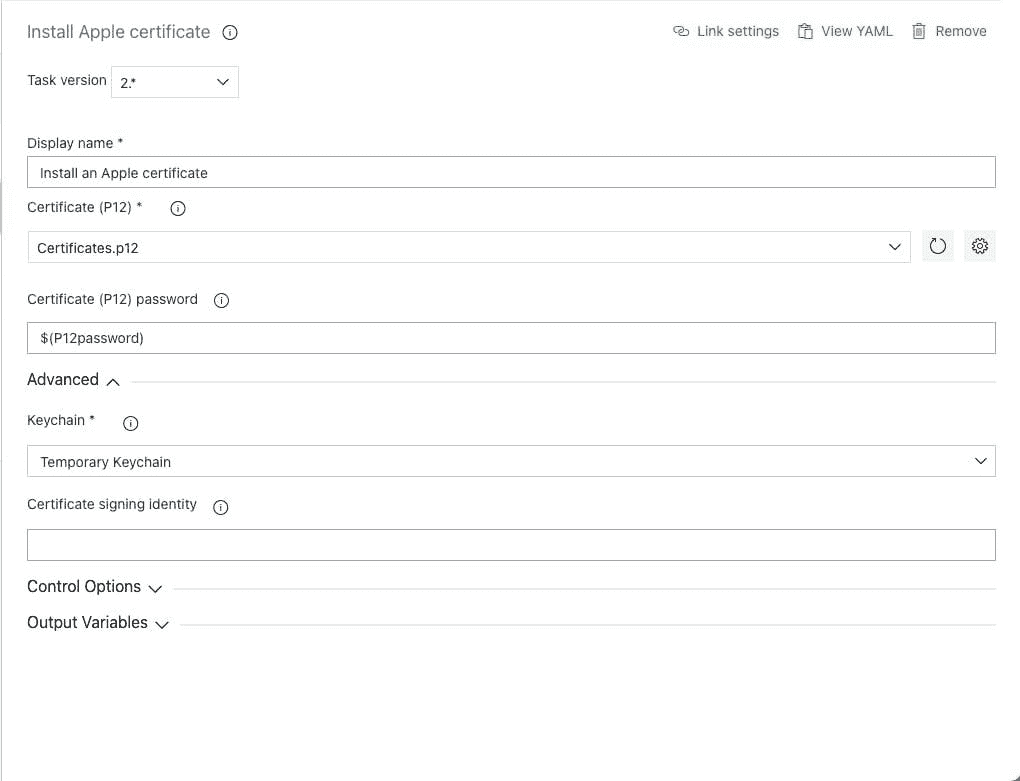 Install Apple certificate Link settings View YAML Remove
Task version 2.*
Display name *
Install an Apple certificate
Certificate (P12) *
Certificates.p12
Certificate (P12) password
$(P12password)
Advanced
Keychain *
Temporary Keychain
Certificate signing identity
Control Options
Output Variables